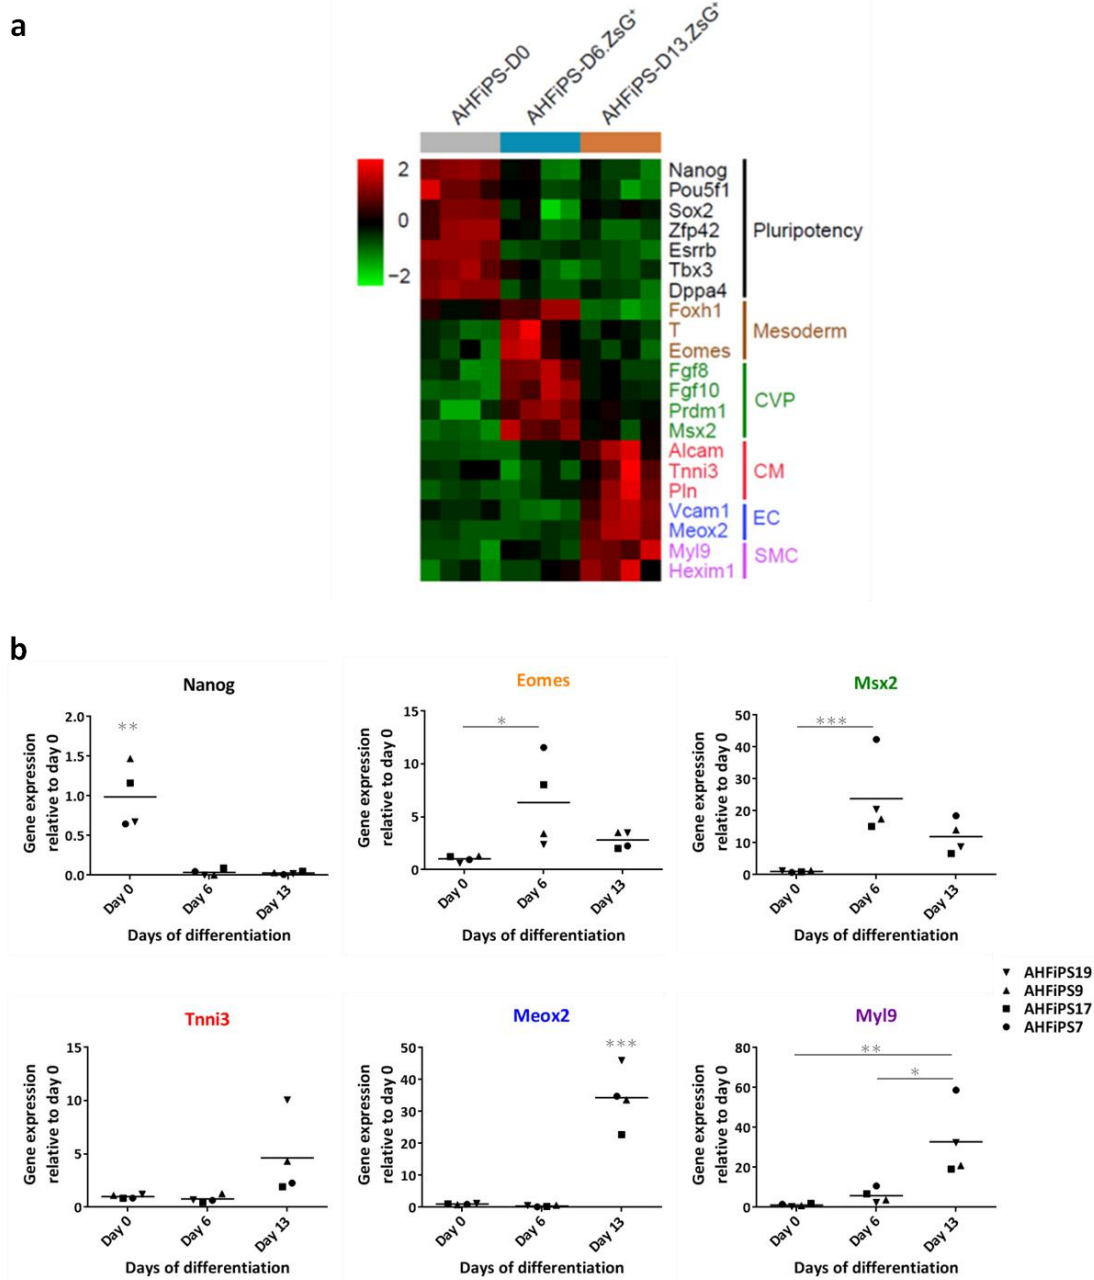 a
AHFiPS-D0
AHFiPS-D6.ZsG+
AHFiPS-D13.ZsG+
2
0
−2
Nanog
Pou5f1
Sox2
Zfp42
Esrrb
Tbx3
Dppa4
Pluripotency
Foxh1
T
Eomes
Mesoderm
Fgf8
Fgf10
Prdm1
Msx2
CVP
Alcam
Tnni3
Pln
CM
Vcam1
Meox2
EC
Myl9
Hexim1
SMC
b
Nanog
Gene expression
relative to day 0
2.0
1.5
1.0
0.5
0.0
**
Day 0
Day 6
Day 13
Days of differentiation
Eomes
Gene expression
relative to day 0
15
10
5
0
*
Day 0
Day 6
Day 13
Days of differentiation
Msx2
Gene expression
relative to day 0
50
40
30
20
10
0
***
Day 0
Day 6
Day 13
Days of differentiation
AHFiPS19
AHFiPS9
AHFiPS17
AHFiPS7
Tnni3
Gene expression
relative to day 0
15
10
5
0
Day 0
Day 6
Day 13
Days of differentiation
Meox2
Gene expression
relative to day 0
50
40
30
20
10
0
***
Day 0
Day 6
Day 13
Days of differentiation
Myl9
Gene expression
relative to day 0
80
60
40
20
0
**
*
Day 0
Day 6
Day 13
Days of differentiation